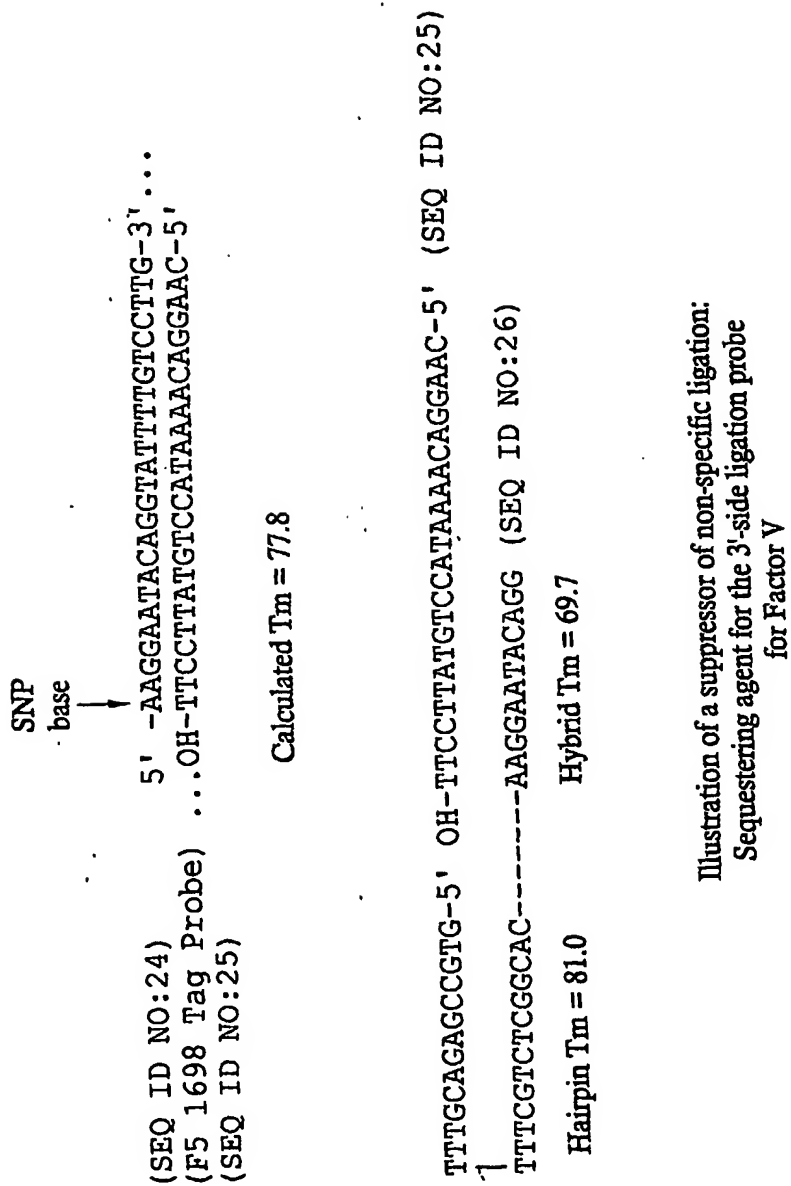 SNP
base
(SEQ ID NO:24) 5' -AAGGAATACAGGTATTTTGTCCTTG-3'...
(F5 1698 Tag Probe) ...OH-TTCCTTATGTCCATAAAACAGGAAC-5'
(SEQ ID NO:25)
Calculated Tm = 77.8
TTTGCAGAGCCGTG-5' OH-TTCCTTATGTCCATAAAACAGGAAC-5' (SEQ ID NO:25)
TTTCGTCTCGGCAC--------AAGGAATACAGG (SEQ ID NO:26)
Hairpin Tm = 81.0 Hybrid Tm = 69.7
Illustration of a suppressor of non-specific ligation:
Sequestering agent for the 3'-side ligation probe
for Factor V